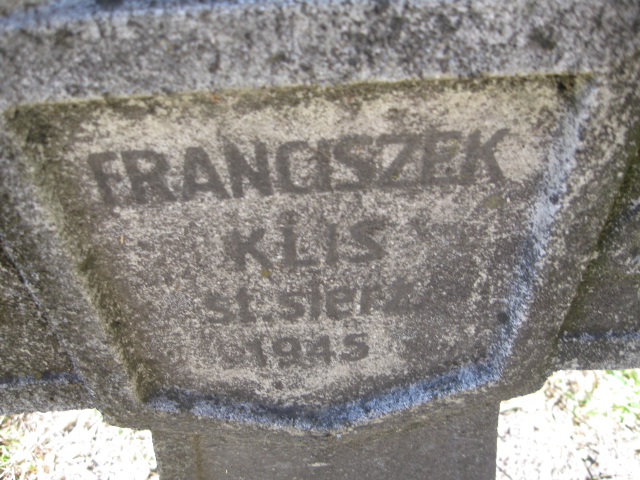 FRANCISZEK
KLIS
st. sierż.
1945